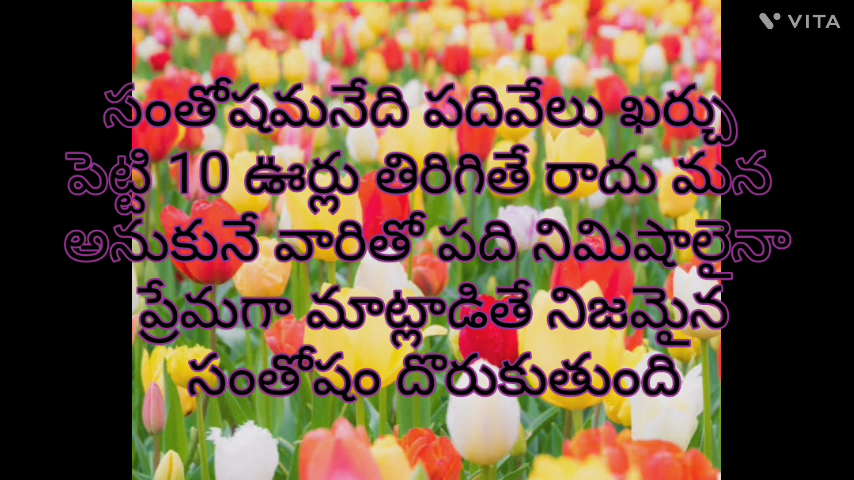 VITA
సంతోషమనేది పదివేలు ఖర్చు
పెట్టి 10 ఊర్లు తిరిగితే రాదు మన
అనుకునే వారితో పది నిమిషాలైనా
ప్రేమగా మాట్లాడితే నిజమైన
సంతోషం దొరుకుతుంది